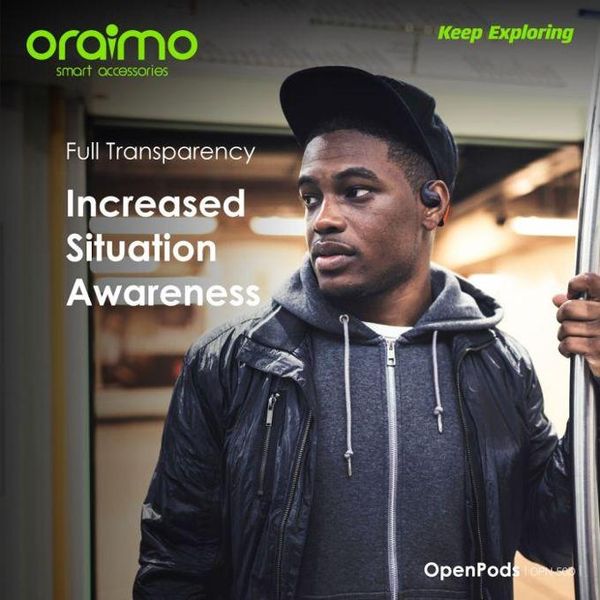 oraimo
smart accessories
Keep Exploring
Full Transparency
Increased
Situation
Awareness
OpenPods